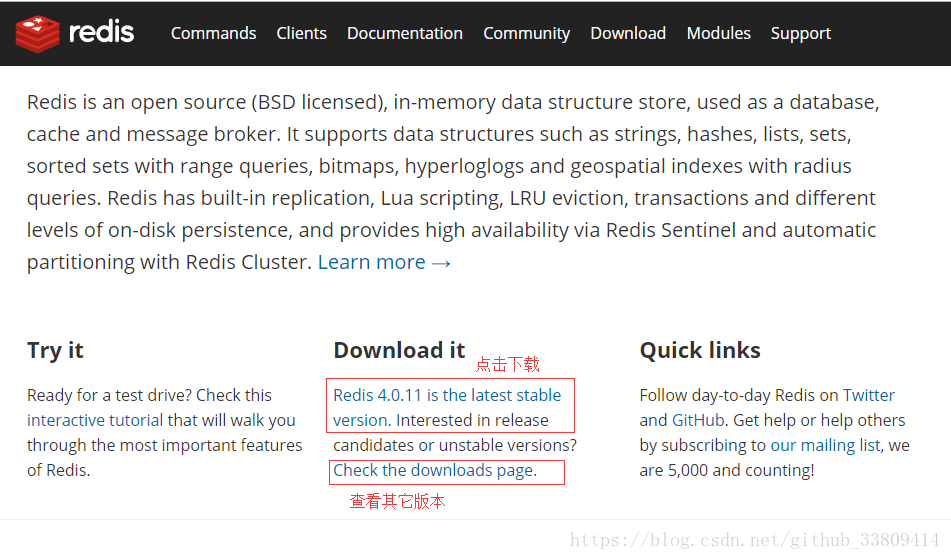 redis Commands Clients Documentation Community Download Modules Support
Redis is an open source (BSD licensed), in-memory data structure store, used as a database,
cache and message broker. It supports data structures such as strings, hashes, lists, sets,
sorted sets with range queries, bitmaps, hyperloglogs and geospatial indexes with radius
queries. Redis has built-in replication, Lua scripting, LRU eviction, transactions and different
levels of on-disk persistence, and provides high availability via Redis Sentinel and automatic
partitioning with Redis Cluster. Learn more →
Try it
Ready for a test drive? Check this
interactive tutorial that will walk you
through the most important features
of Redis.
Download it
点击下载
Redis 4.0.11 is the latest stable
version. Interested in release
candidates or unstable versions?
Check the downloads page.
查看其它版本
Quick links
Follow day-to-day Redis on Twitter
and GitHub. Get help or help others
by subscribing to our mailing list, we
are 5,000 and counting!
https://blog.csdn.net/github_33809414